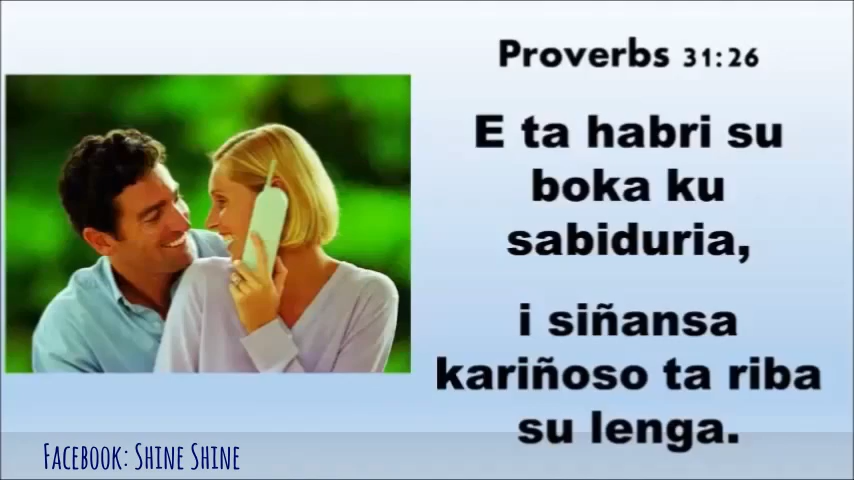 Proverbs 31:26
E ta habri su
boka ku
sabiduria,
i siñansa
kariñoso ta riba
su lenga.
Facebook: Shine Shine